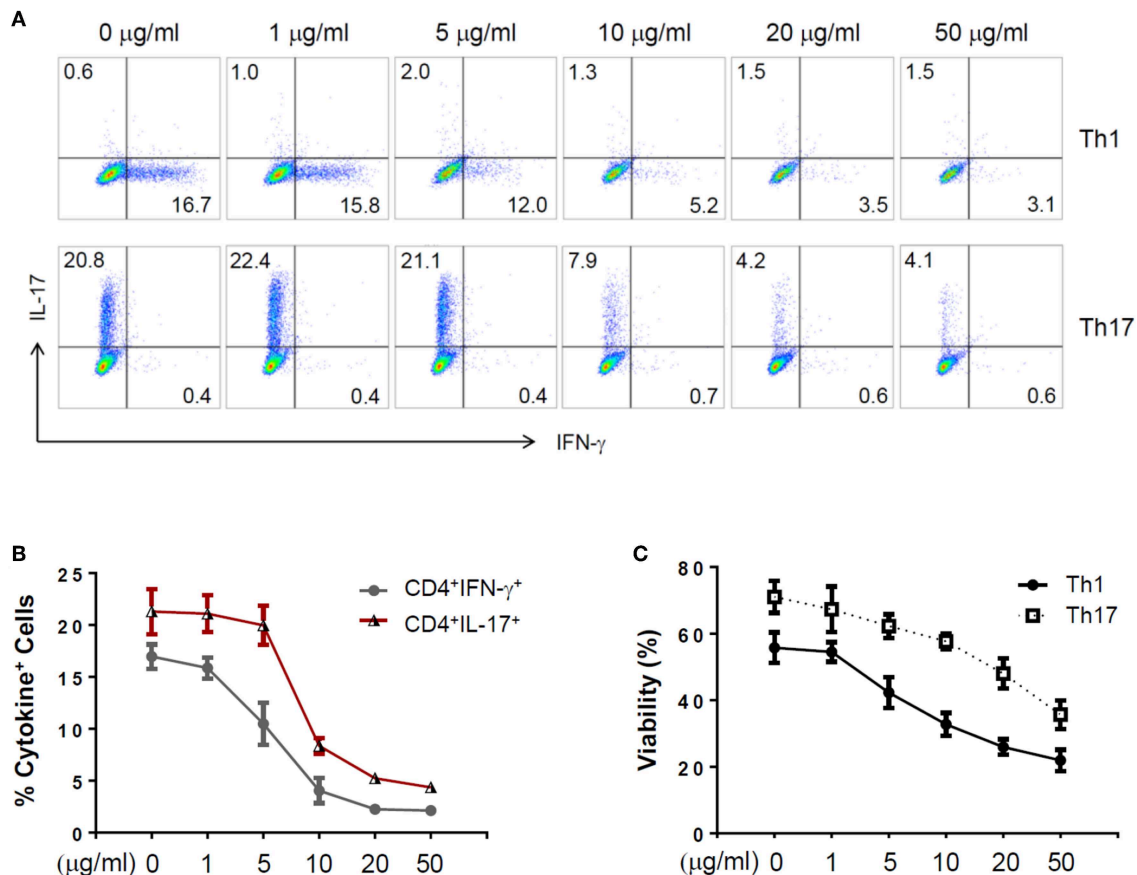 A
0 μg/ml 1 μg/ml 5 μg/ml 10 μg/ml 20 μg/ml 50 μg/ml
0.6 1.0 2.0 1.3 1.5 1.5
Th1
16.7 15.8 12.0 5.2 3.5 3.1
20.8 22.4 21.1 7.9 4.2 4.1
Th17
0.4 0.4 0.4 0.7 0.6 0.6
IL-17
IFN-γ
B
% Cytokine⁺ Cells
25
20
15
10
5
0
CD4⁺IFN-γ⁺
CD4⁺IL-17⁺
(μg/ml) 0 1 5 10 20 50
C
Viability (%)
80
60
40
20
0
Th1
Th17
(μg/ml) 0 1 5 10 20 50